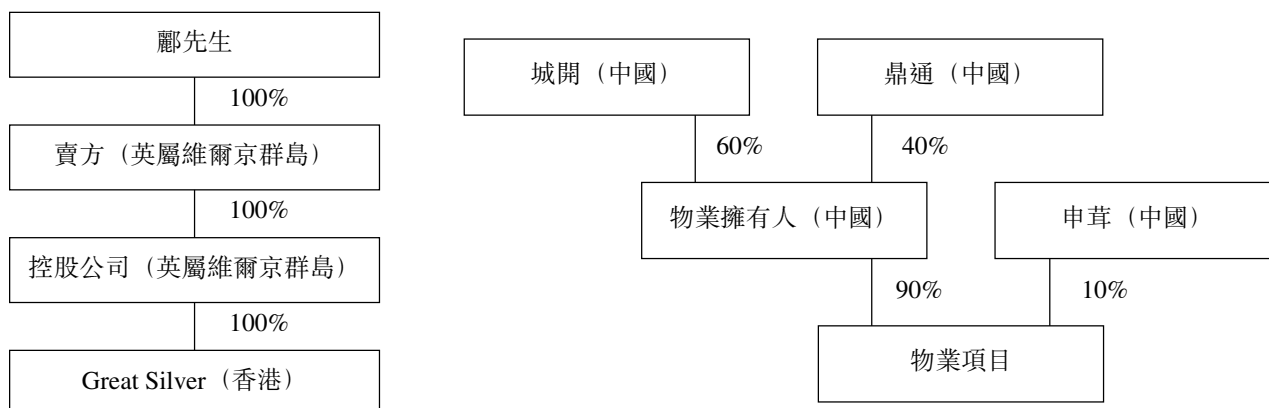 酈先生
100%
賣方（英屬維爾京群島）
100%
控股公司（英屬維爾京群島）
100%
Great Silver（香港）
城開（中國）
鼎通（中國）
60%
40%
物業擁有人（中國）
申茸（中國）
90%
10%
物業項目